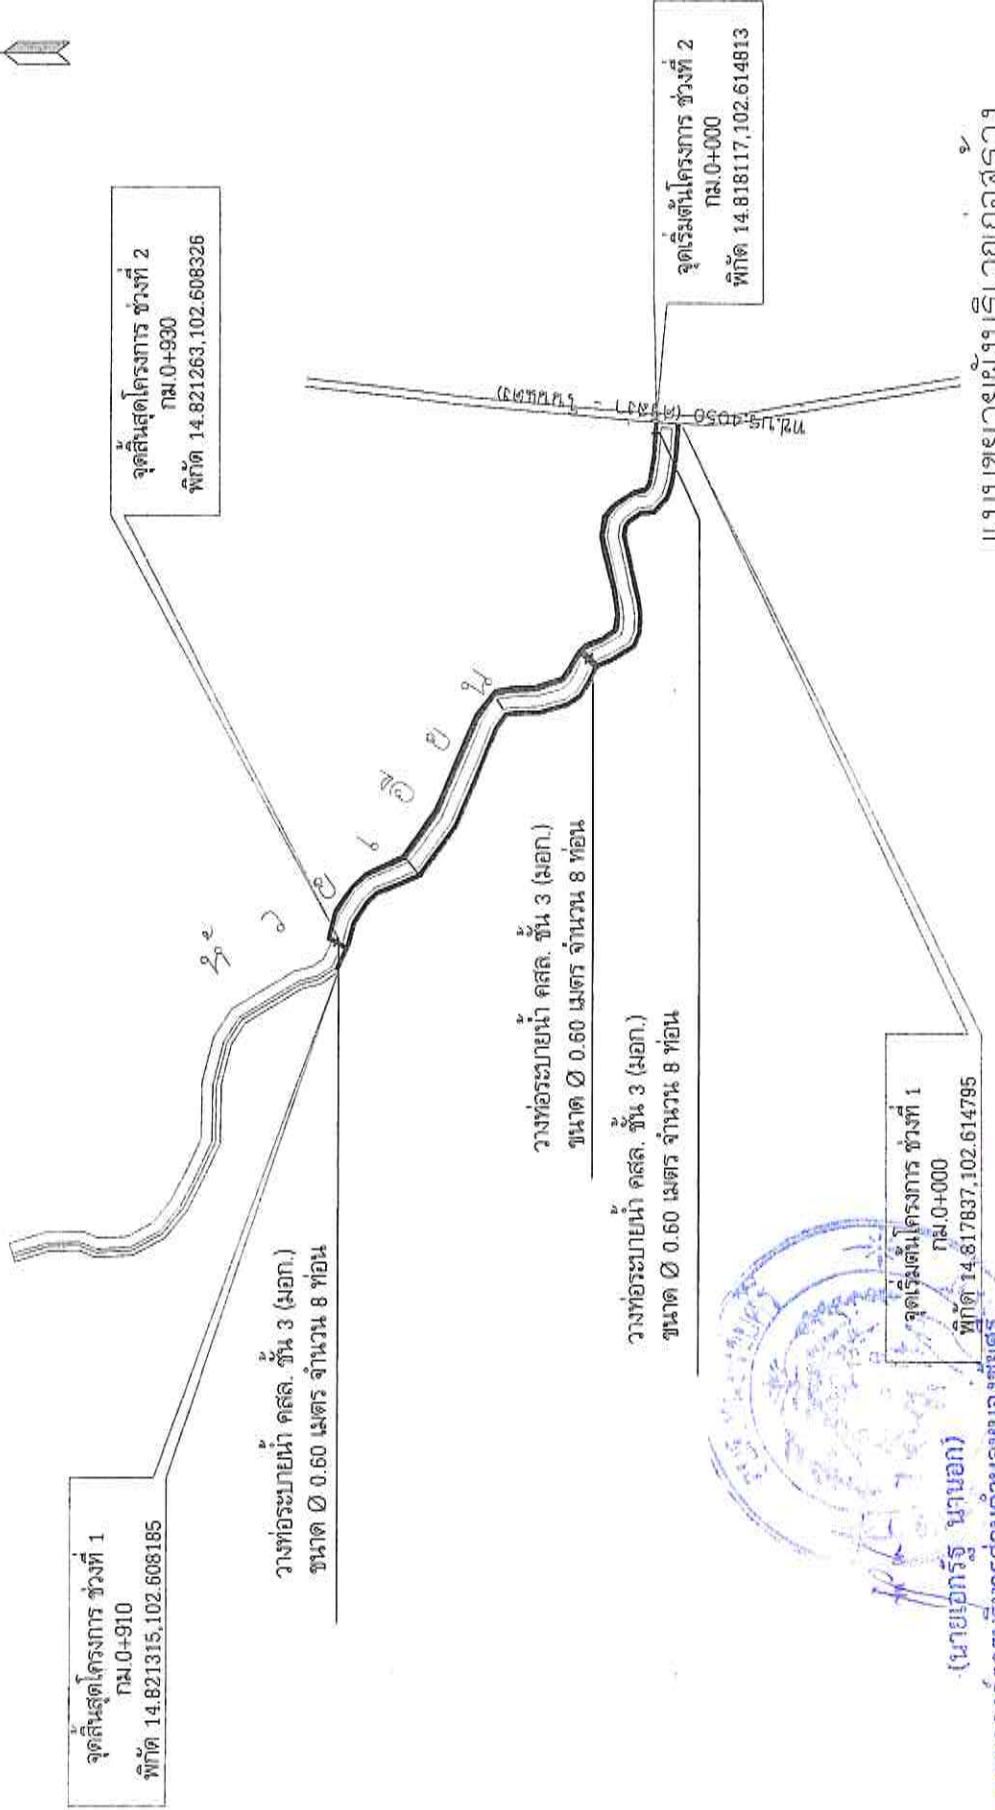 จุดสิ้นสุดโครงการ ช่วงที่ 1
กม.0+910
พิกัด 14.821315,102.608185
จุดสิ้นสุดโครงการ ช่วงที่ 2
กม.0+930
พิกัด 14.821263,102.608326
วางท่อระบายน้ำ คสล. ชั้น 3 (มอก.)
ขนาด Ø 0.60 เมตร จำนวน 8 ท่อน
วางท่อระบายน้ำ คสล. ชั้น 3 (มอก.)
ขนาด Ø 0.60 เมตร จำนวน 8 ท่อน
วางท่อระบายน้ำ คสล. ชั้น 3 (มอก.)
ขนาด Ø 0.60 เมตร จำนวน 8 ท่อน
จุดเริ่มต้นโครงการ ช่วงที่ 2
กม.0+000
พิกัด 14.818117,102.614813
ทช.บร.4050
จุดเริ่มต้นโครงการ ช่วงที่ 1
กม.0+000
พิกัด 14.817837,102.614795
(นายเอกรัฐ นานอก)